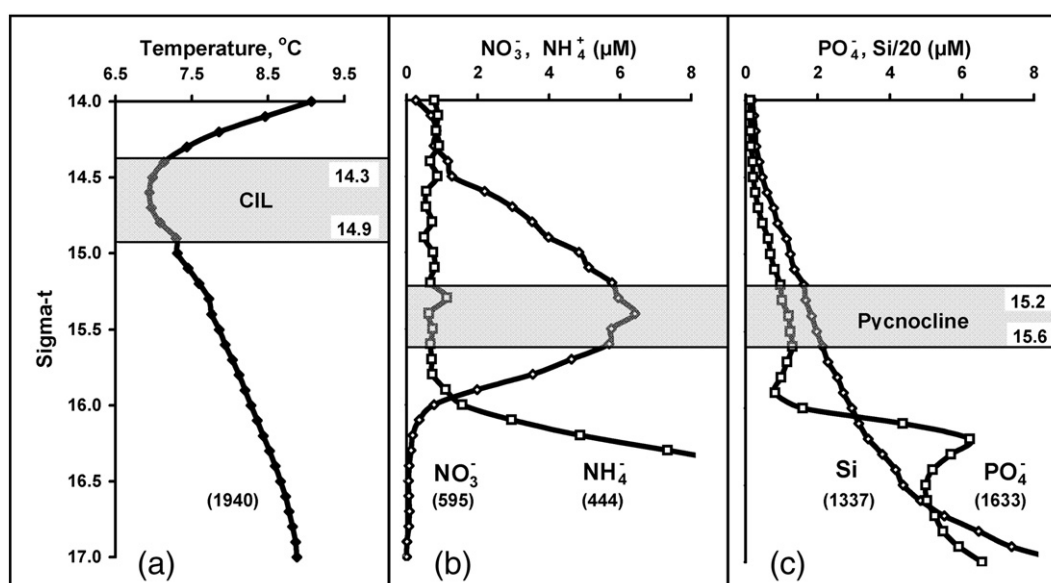 Temperature, °C
6.5 7.5 8.5 9.5
NO₃⁻, NH₄⁺ (µM)
0 2 4 6 8
PO₄⁻, Si/20 (µM)
0 2 4 6 8
Sigma-t
14.0
14.5
15.0
15.5
16.0
16.5
17.0
14.3
CIL
14.9
(1940)
(a)
NO₃⁻
(595)
NH₄⁻
(444)
(b)
15.2
Pycnocline
15.6
Si
(1337)
PO₄⁻
(1633)
(c)